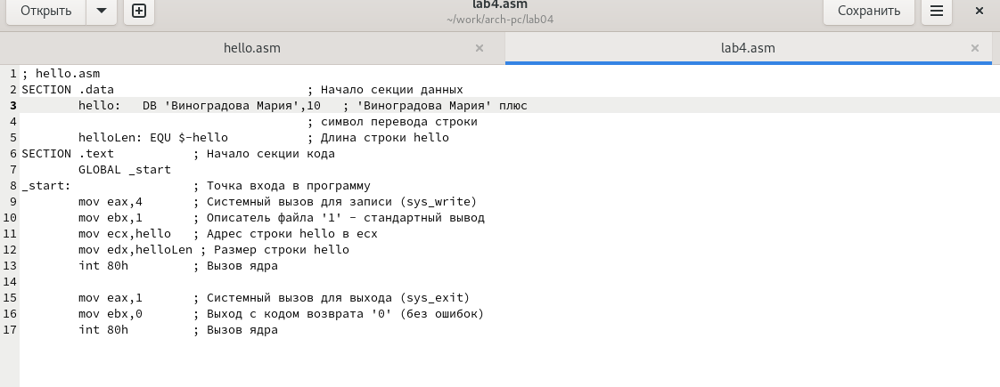 Открыть
lab4.asm
~/work/arch-pc/lab04
Сохранить
hello.asm
lab4.asm
1 ; hello.asm
2 SECTION .data ; Начало секции данных
3 hello: DB 'Виноградова Мария',10 ; 'Виноградова Мария' плюс
4 ; символ перевода строки
5 helloLen: EQU $-hello ; Длина строки hello
6 SECTION .text ; Начало секции кода
7 GLOBAL _start
8 _start: ; Точка входа в программу
9 mov eax,4 ; Системный вызов для записи (sys_write)
10 mov ebx,1 ; Описатель файла '1' - стандартный вывод
11 mov ecx,hello ; Адрес строки hello в ecx
12 mov edx,helloLen ; Размер строки hello
13 int 80h ; Вызов ядра
14
15 mov eax,1 ; Системный вызов для выхода (sys_exit)
16 mov ebx,0 ; Выход с кодом возврата '0' (без ошибок)
17 int 80h ; Вызов ядра